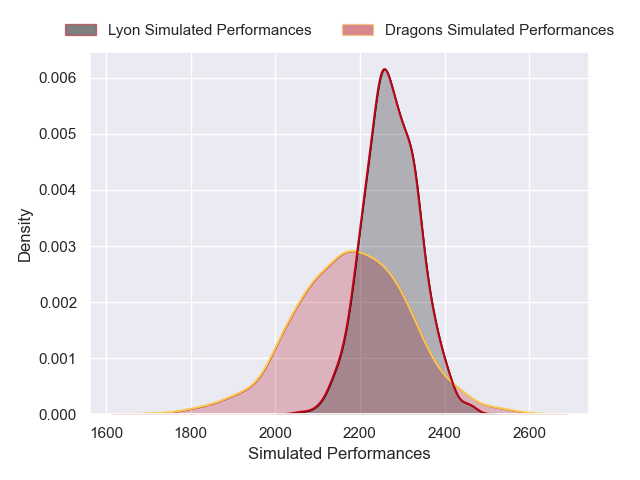 Lyon Simulated Performances
Dragons Simulated Performances
0.006
0.005
0.004
0.003
0.002
0.001
0.000
Density
1600 1800 2000 2200 2400 2600
Simulated Performances